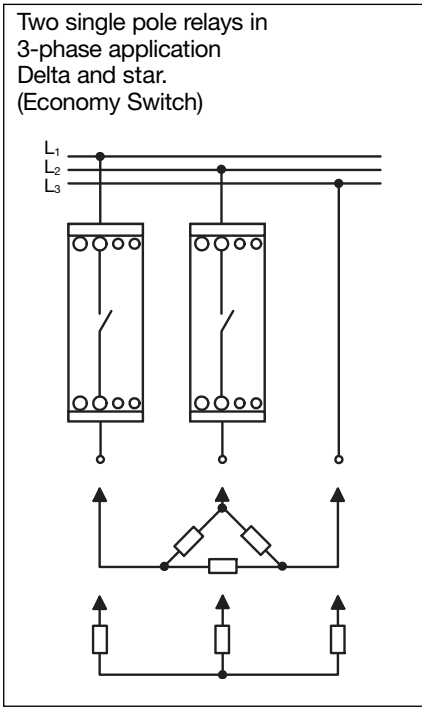 Two single pole relays in
3-phase application
Delta and star.
(Economy Switch)
L₁
L₂
L₃